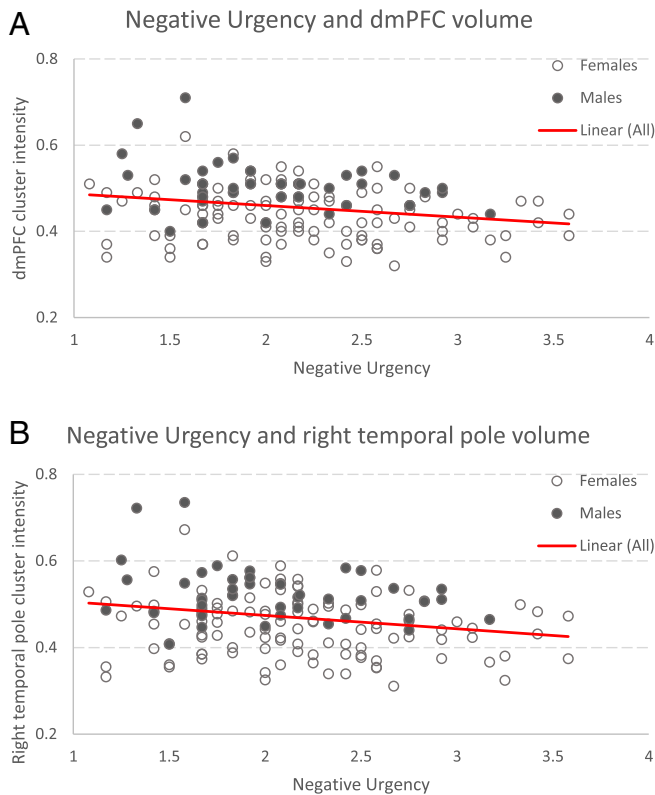 A
Negative Urgency and dmPFC volume
dmPFC cluster intensity
0.8
0.6
0.4
0.2
1
1.5
2
2.5
3
3.5
4
Negative Urgency
Females
Males
Linear (All)
B
Negative Urgency and right temporal pole volume
Right temporal pole cluster intensity
0.8
0.6
0.4
0.2
1
1.5
2
2.5
3
3.5
4
Negative Urgency
Females
Males
Linear (All)